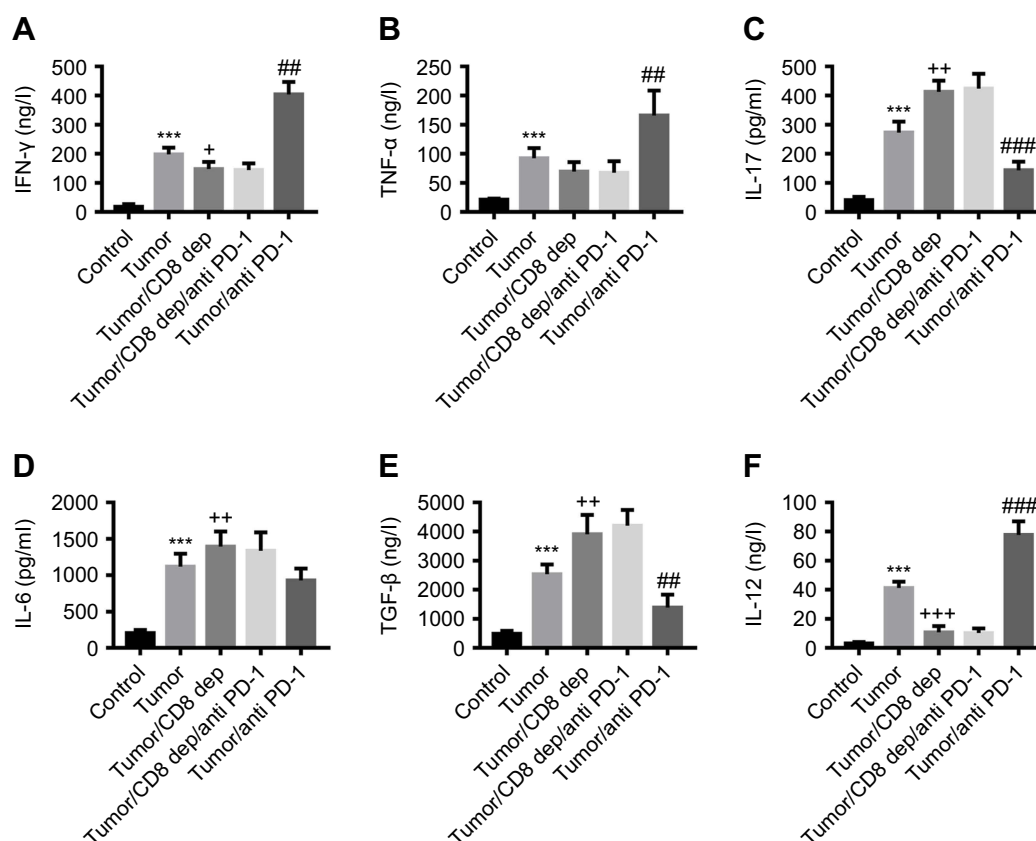 A
IFN-γ (ng/l)
500
400
300
200
100
0
***
+
##
Control
Tumor
Tumor/CD8 dep
Tumor/CD8 dep/anti PD-1
Tumor/anti PD-1
B
TNF-α (ng/l)
250
200
150
100
50
0
***
##
Control
Tumor
Tumor/CD8 dep
Tumor/CD8 dep/anti PD-1
Tumor/anti PD-1
C
IL-17 (pg/ml)
500
400
300
200
100
0
***
++
###
Control
Tumor
Tumor/CD8 dep
Tumor/CD8 dep/anti PD-1
Tumor/anti PD-1
D
IL-6 (pg/ml)
2000
1500
1000
500
0
***
++
Control
Tumor
Tumor/CD8 dep
Tumor/CD8 dep/anti PD-1
Tumor/anti PD-1
E
TGF-β (ng/l)
5000
4000
3000
2000
1000
0
***
++
##
Control
Tumor
Tumor/CD8 dep
Tumor/CD8 dep/anti PD-1
Tumor/anti PD-1
F
IL-12 (ng/l)
80
60
40
20
0
***
+++
###
Control
Tumor
Tumor/CD8 dep
Tumor/CD8 dep/anti PD-1
Tumor/anti PD-1